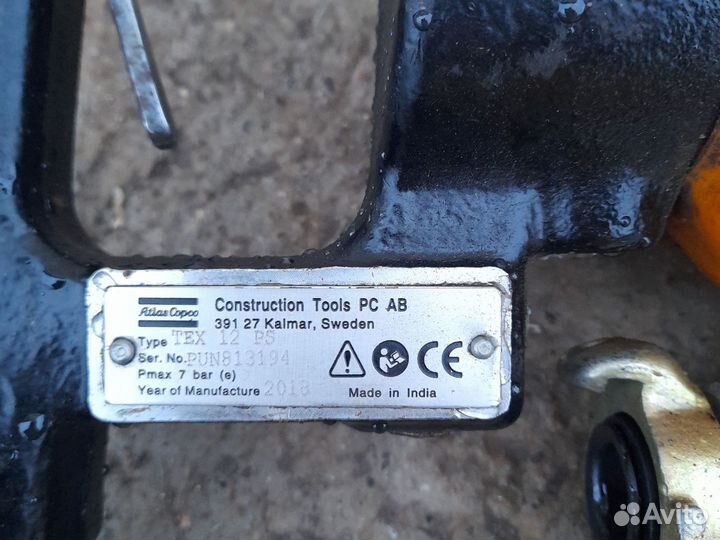 Atlas Copco
Construction Tools PC AB
391 27 Kalmar, Sweden
Type TEX 12 PS
Ser. No. PUN813194
Pmax 7 bar (e)
Year of Manufacture 2018
Made in India
CE
Avito